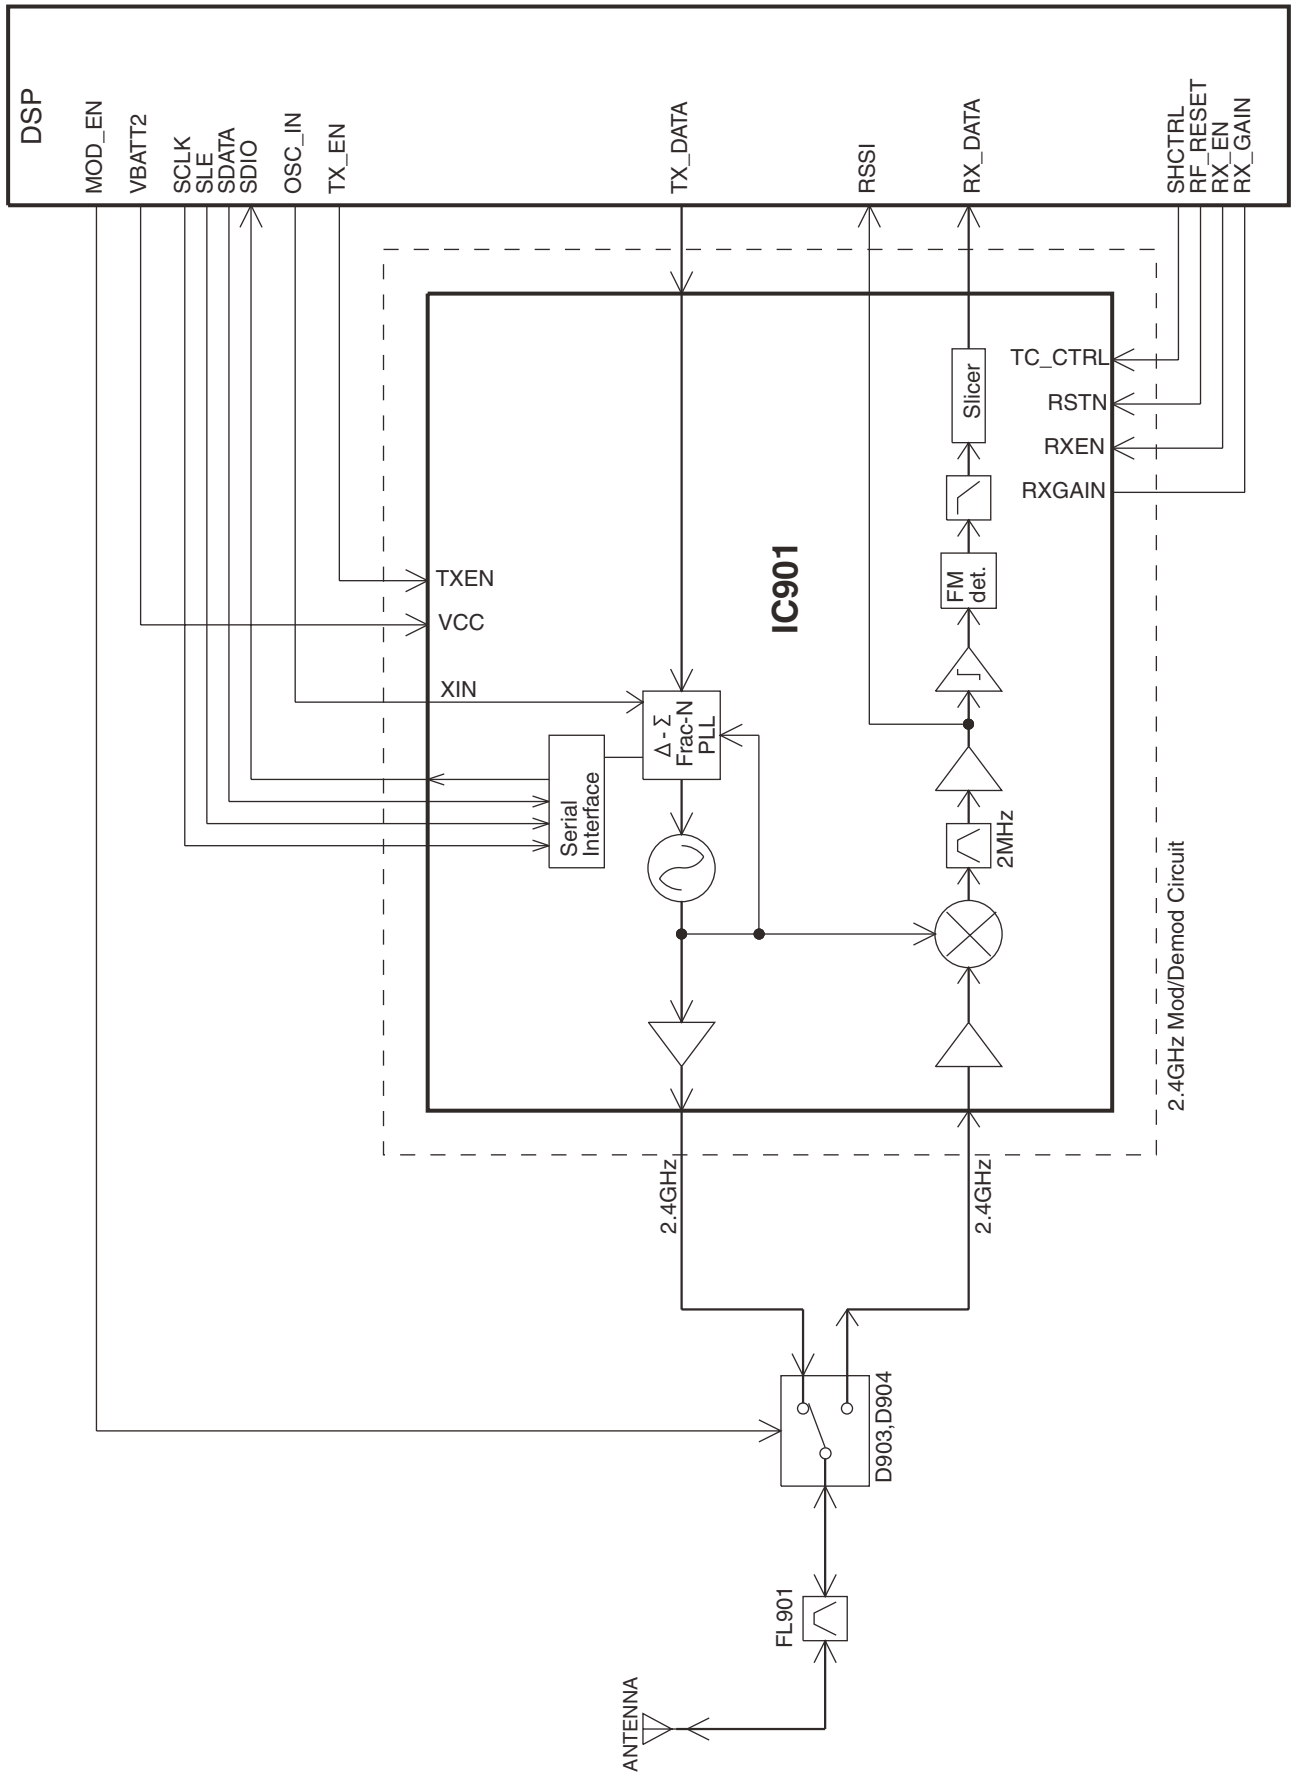 DSP
MOD_EN
VBATT2
SCLK
SLE
SDATA
SDIO
OSC_IN
TX_EN
TX_DATA
RSSI
RX_DATA
SHCTRL
RF_RESET
RX_EN
RX_GAIN
TC_CTRL
RSTN
RXEN
RXGAIN
Slicer
FM
det.
IC901
TXEN
VCC
XIN
Δ - Σ
Frac-N
PLL
Serial
Interface
2MHz
2.4GHz Mod/Demod Circuit
2.4GHz
2.4GHz
D903,D904
FL901
ANTENNA